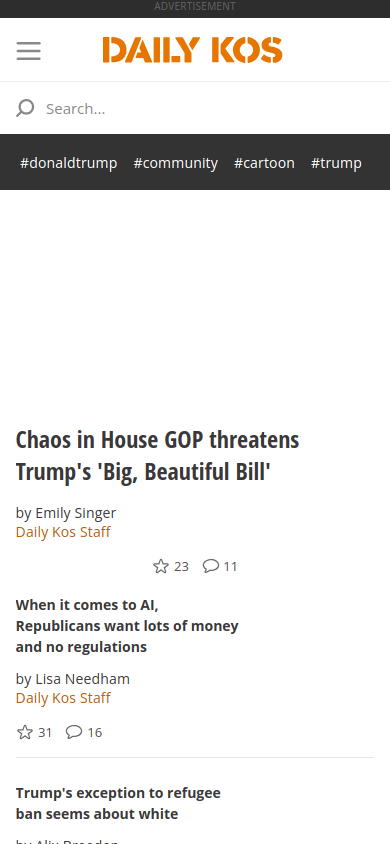 ADVERTISEMENT
DAILY KOS
Search...
#donaldtrump #community #cartoon #trump
Chaos in House GOP threatens
Trump's 'Big, Beautiful Bill'
by Emily Singer
Daily Kos Staff
23 11
When it comes to AI,
Republicans want lots of money
and no regulations
by Lisa Needham
Daily Kos Staff
31 16
Trump's exception to refugee
ban seems about white